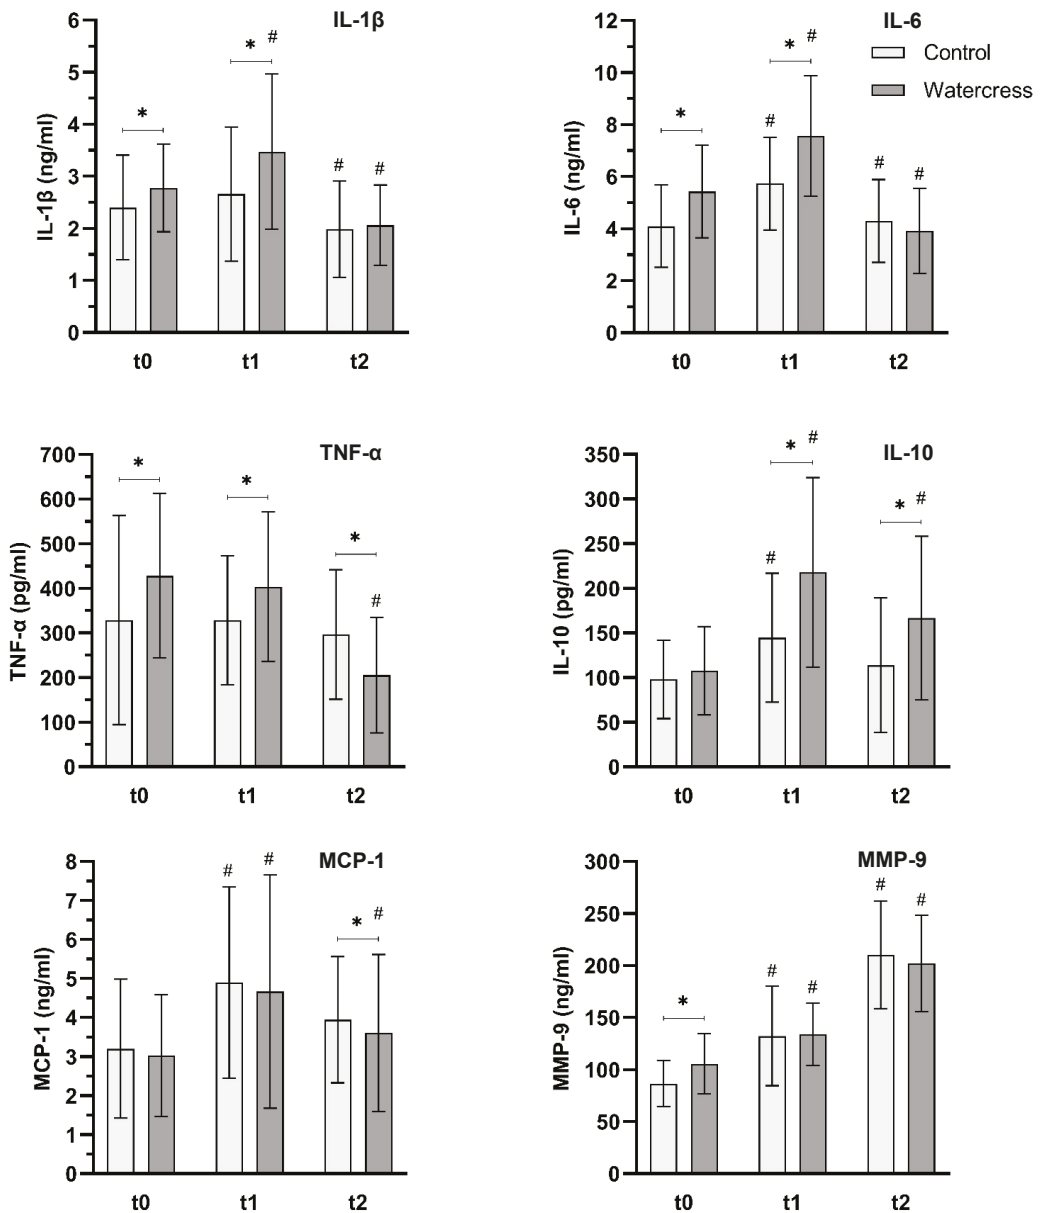 IL-1β
IL-1β (ng/ml)
6
5
4
3
2
1
0
* * # # #
t0 t1 t2
IL-6
Control
Watercress
IL-6 (ng/ml)
12
10
8
6
4
2
0
* # * # # #
t0 t1 t2
TNF-α
TNF-α (pg/ml)
700
600
500
400
300
200
100
0
* * * #
t0 t1 t2
IL-10
IL-10 (pg/ml)
350
300
250
200
150
100
50
0
# * # * #
t0 t1 t2
MCP-1
MCP-1 (ng/ml)
8
7
6
5
4
3
2
1
0
# # * #
t0 t1 t2
MMP-9
MMP-9 (ng/ml)
300
250
200
150
100
50
0
* # # # #
t0 t1 t2